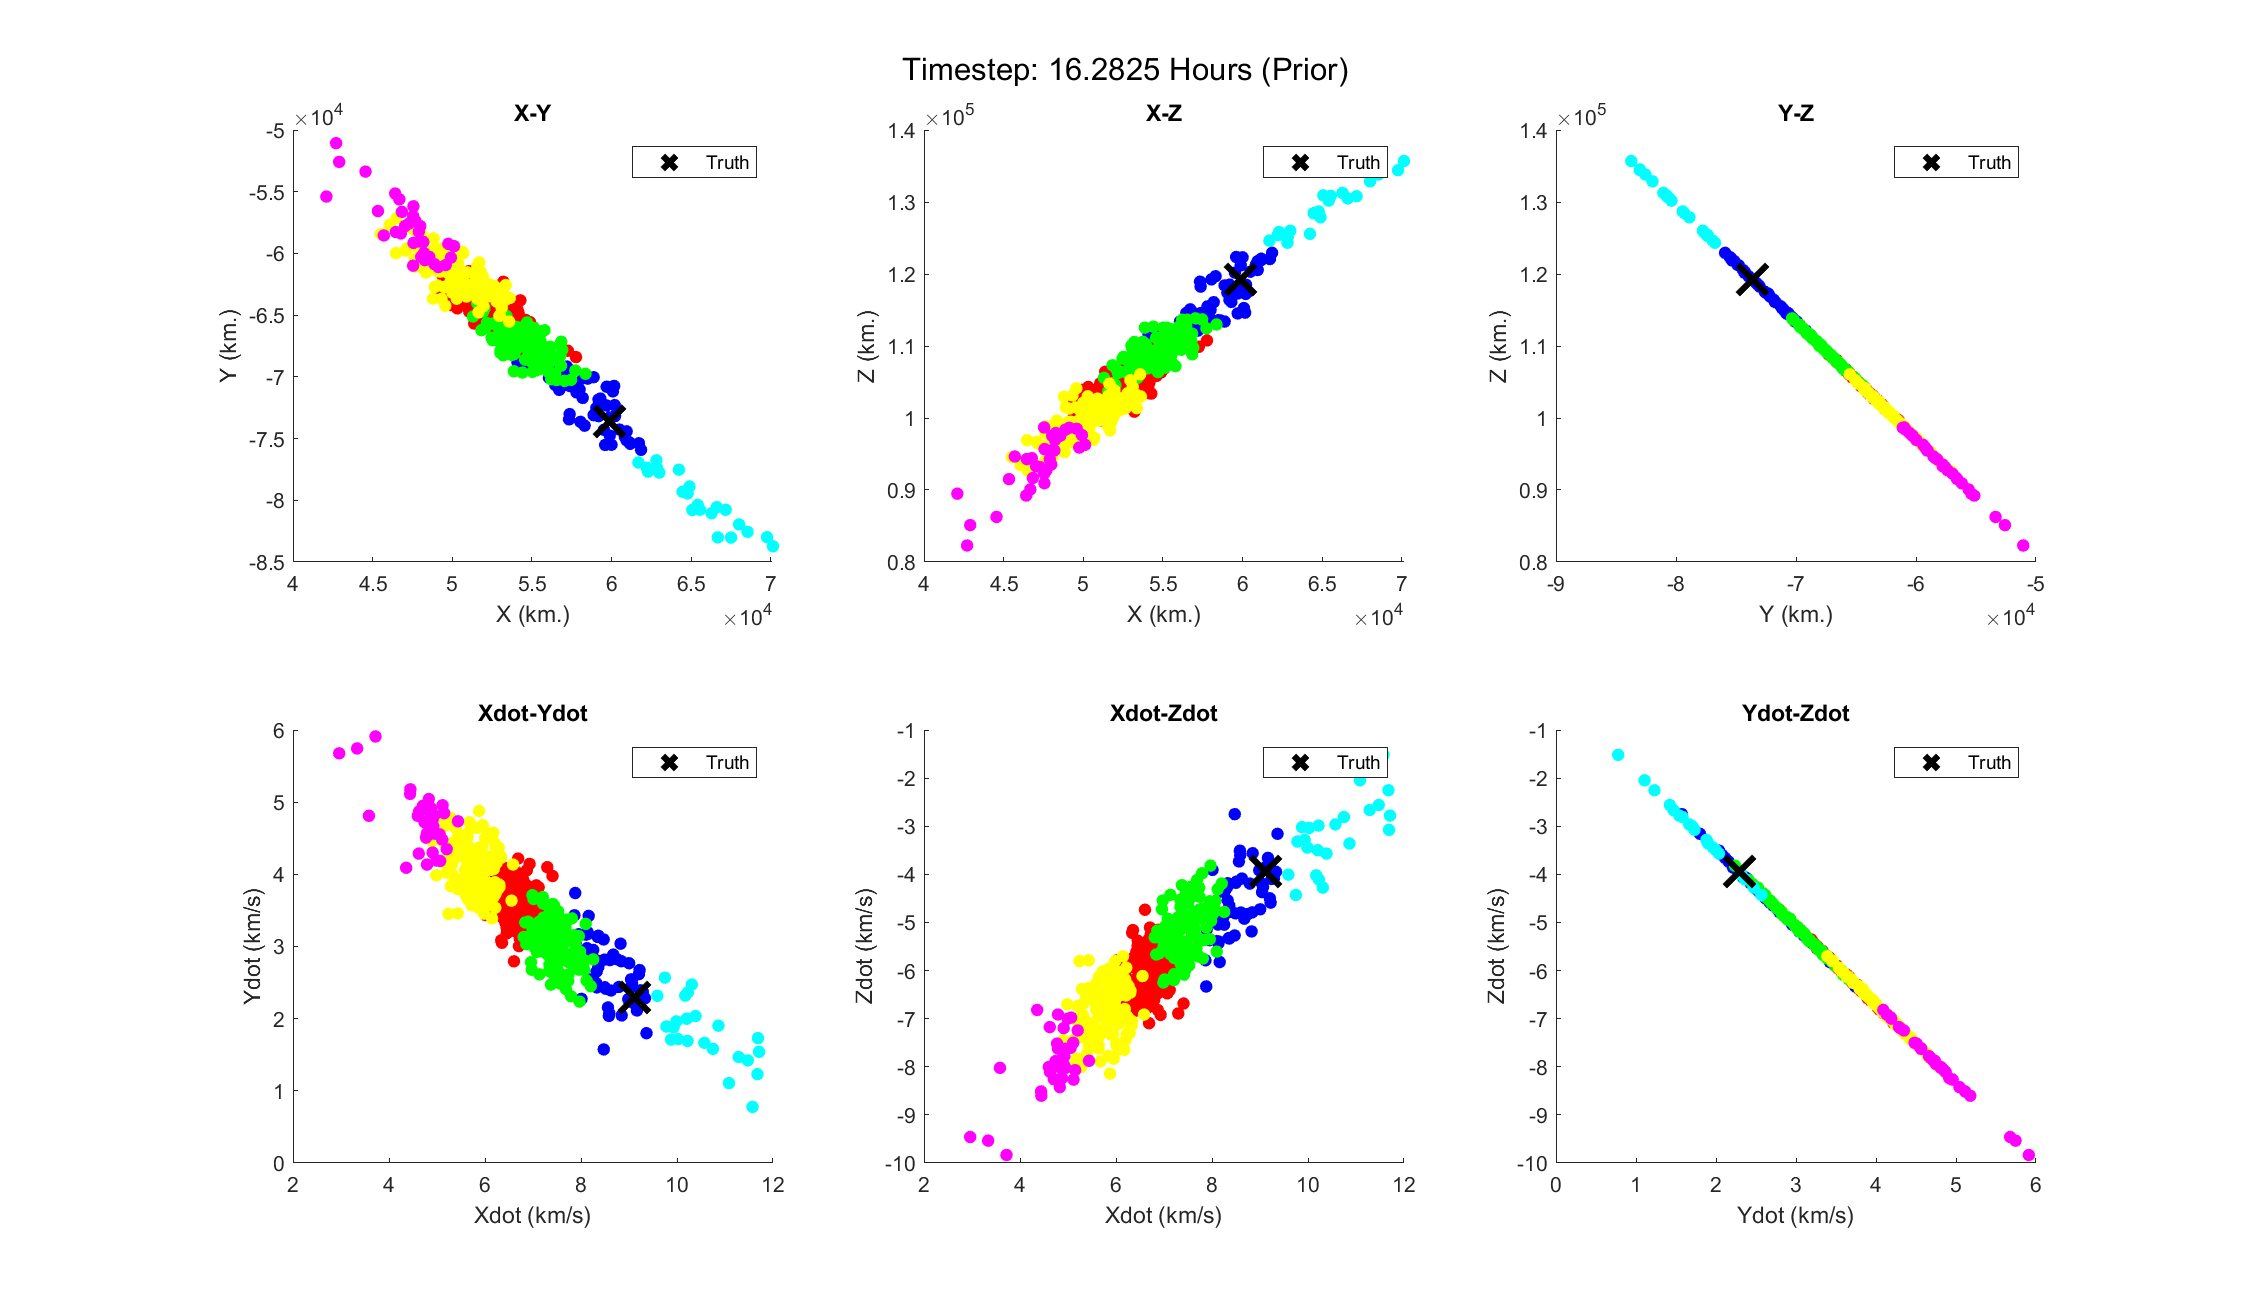 Timestep: 16.2825 Hours (Prior)
X-Y
×10^4
-5
-5.5
-6
-6.5
-7
-7.5
-8
-8.5
Y (km.)
Truth
4 4.5 5 5.5 6 6.5 7
X (km.)
×10^4
X-Z
×10^5
1.4
1.3
1.2
1.1
1
0.9
0.8
Z (km.)
Truth
4 4.5 5 5.5 6 6.5 7
X (km.)
×10^4
Y-Z
×10^5
1.4
1.3
1.2
1.1
1
0.9
0.8
Z (km.)
Truth
-9 -8 -7 -6 -5
Y (km.)
×10^4
Xdot-Ydot
6
5
4
3
2
1
0
Ydot (km/s)
Truth
2 4 6 8 10 12
Xdot (km/s)
Xdot-Zdot
-1
-2
-3
-4
-5
-6
-7
-8
-9
-10
Zdot (km/s)
Truth
2 4 6 8 10 12
Xdot (km/s)
Ydot-Zdot
-1
-2
-3
-4
-5
-6
-7
-8
-9
-10
Zdot (km/s)
Truth
0 1 2 3 4 5 6
Ydot (km/s)